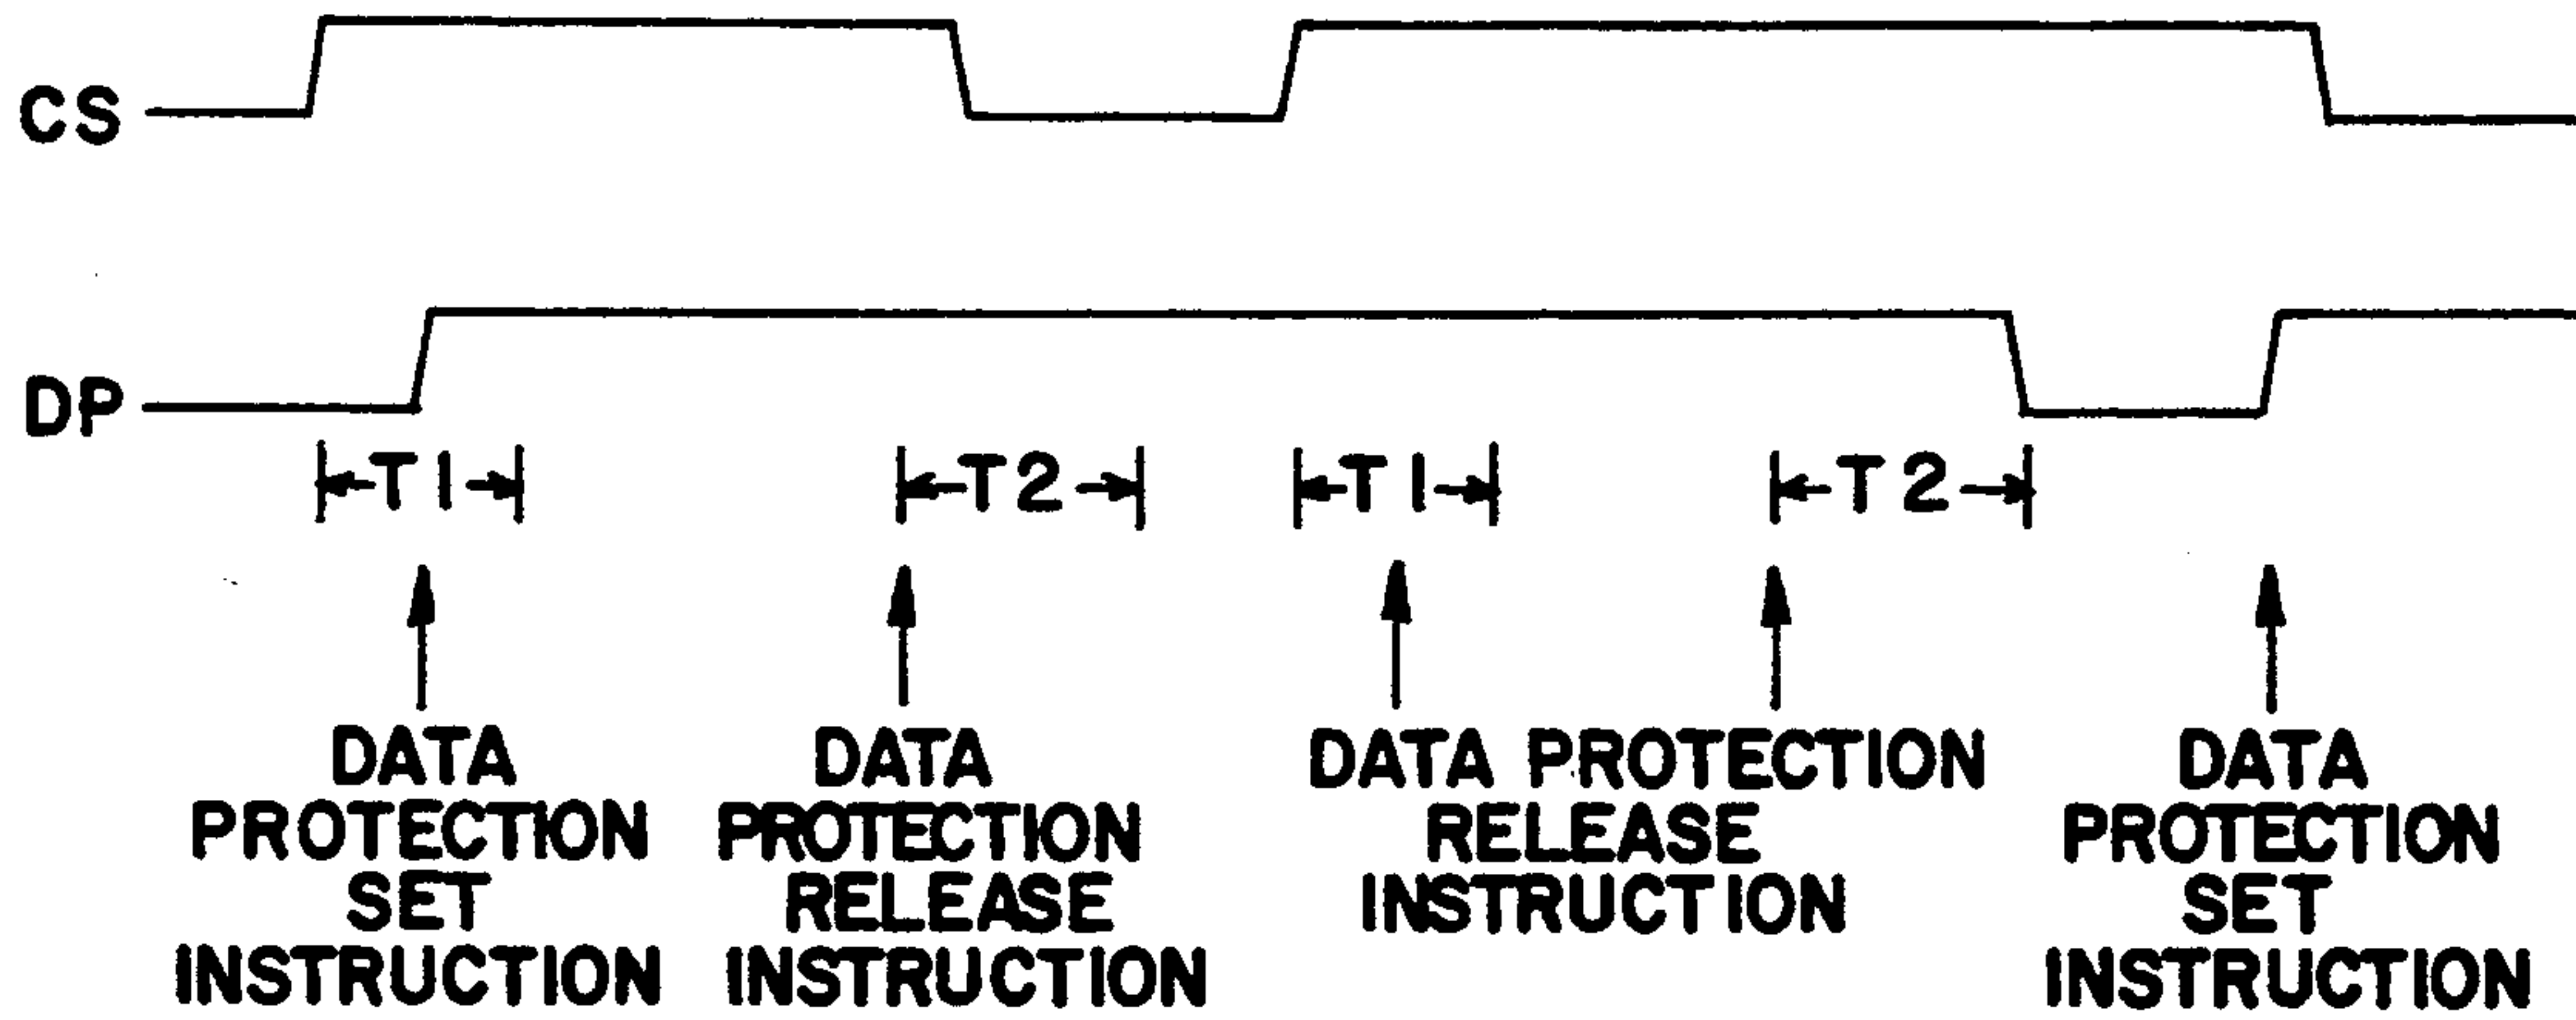 CS
DP
T1
T2
T1
T2
DATA
PROTECTION
SET
INSTRUCTION
DATA
PROTECTION
RELEASE
INSTRUCTION
DATA PROTECTION
RELEASE
INSTRUCTION
DATA
PROTECTION
SET
INSTRUCTION